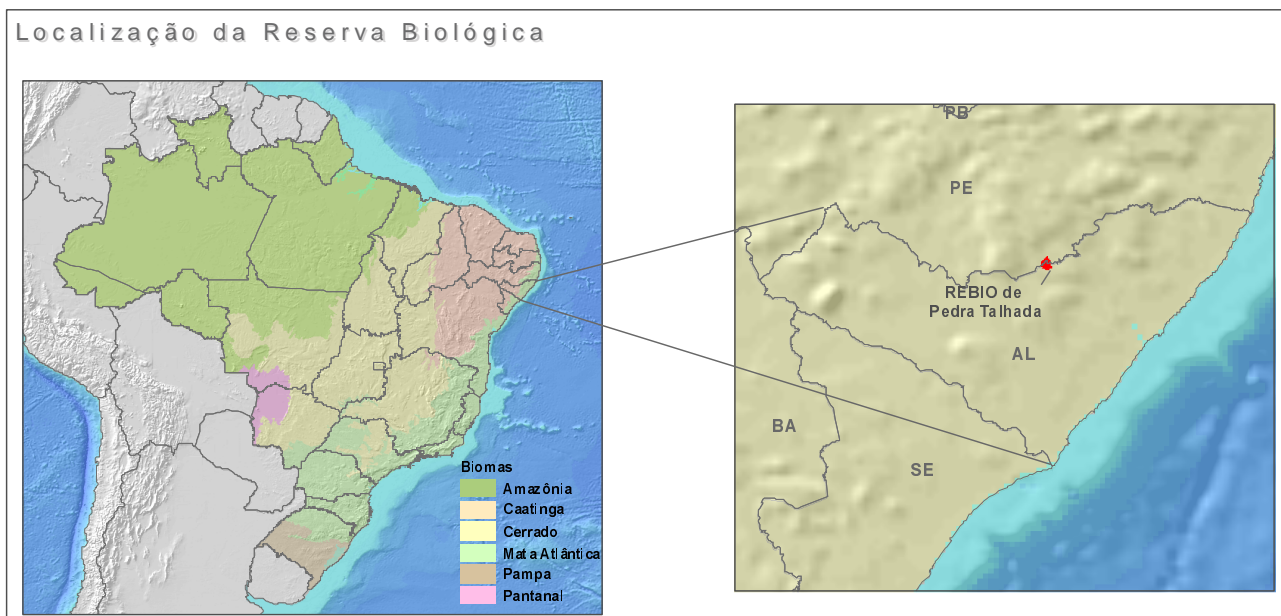 Localização da Reserva Biológica
Biomas
Amazônia
Caatinga
Cerrado
Mata Atlântica
Pampa
Pantanal
PB
PE
REBIO de
Pedra Talhada
AL
BA
SE